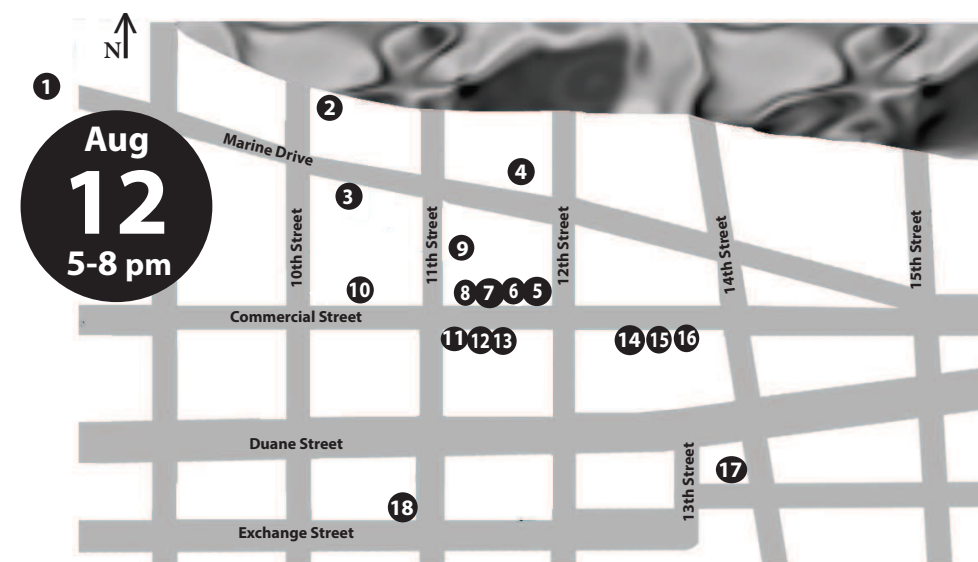 N
1
Aug
12
5-8 pm
2
Marine Drive
3
4
10th Street
11th Street
9
12th Street
14th Street
15th Street
10
8
7
6
5
Commercial Street
11
12
13
14
15
16
Duane Street
13th Street
17
18
Exchange Street